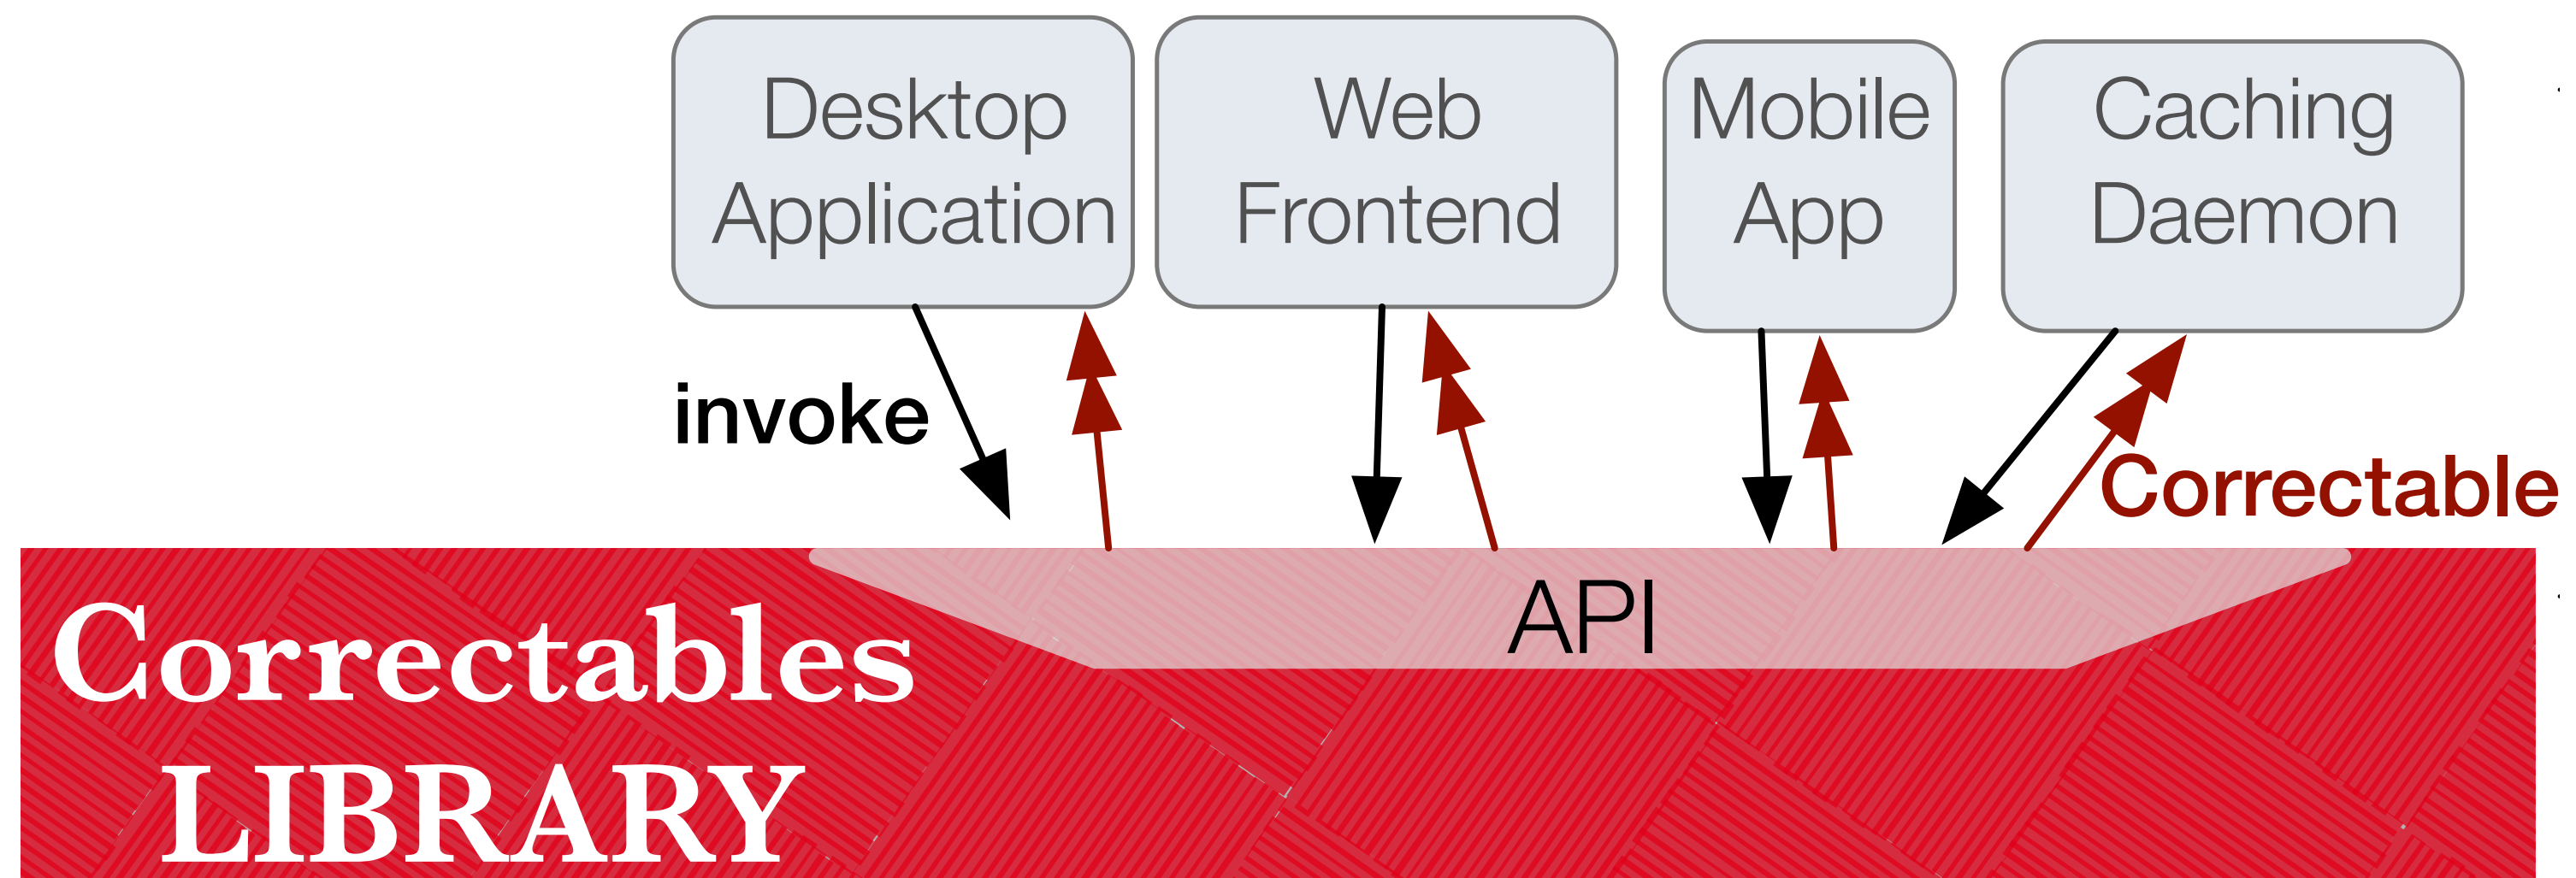 Desktop
Application
Web
Frontend
Mobile
App
Caching
Daemon
invoke
Correctable
API
Correctables
LIBRARY